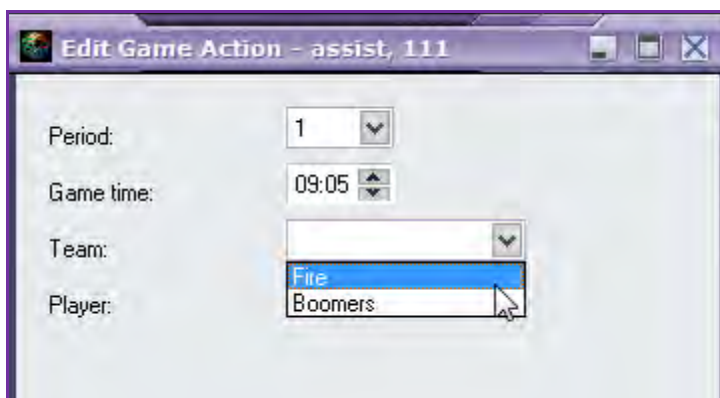 Edit Game Action - assist, 111
Period: 1
Game time: 09:05
Team:
Fire
Player: Boomers